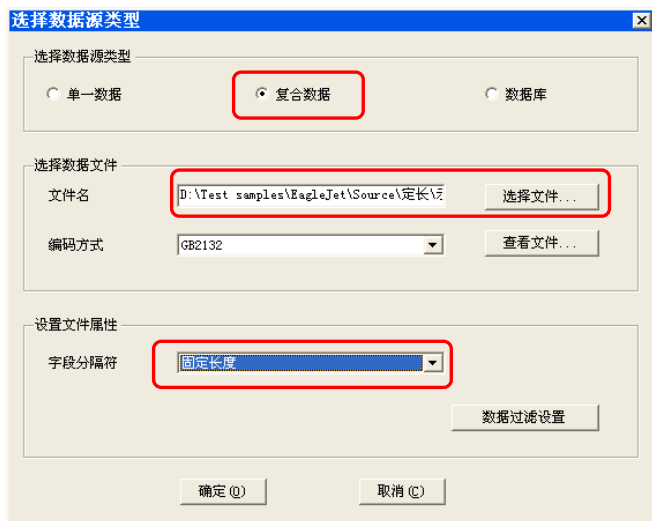 选择数据源类型
选择数据源类型
单一数据 复合数据 数据库
选择数据文件
文件名 D:\Test samples\EagleJet\Source\定长\ 选择文件...
编码方式 GB2132 查看文件...
设置文件属性
字段分隔符 固定长度
数据过滤设置
确定(O) 取消(C)